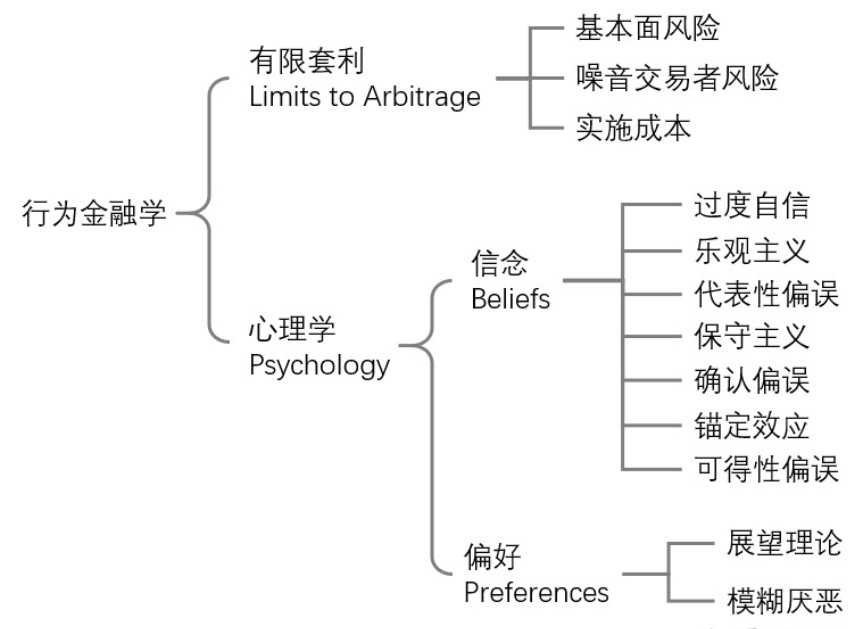 行为金融学
有限套利
Limits to Arbitrage
基本面风险
噪音交易者风险
实施成本
心理学
Psychology
信念
Beliefs
过度自信
乐观主义
代表性偏误
保守主义
确认偏误
锚定效应
可得性偏误
偏好
Preferences
展望理论
模糊厌恶